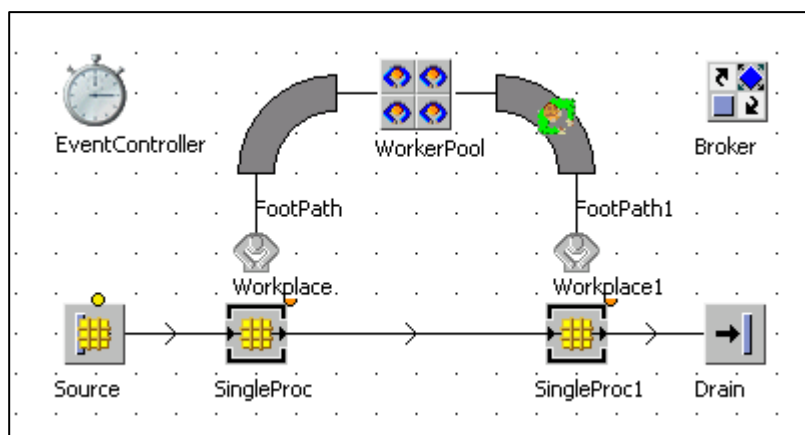 EventController
WorkerPool
Broker
FootPath
FootPath1
Workplace
Workplace1
Source
SingleProc
SingleProc1
Drain